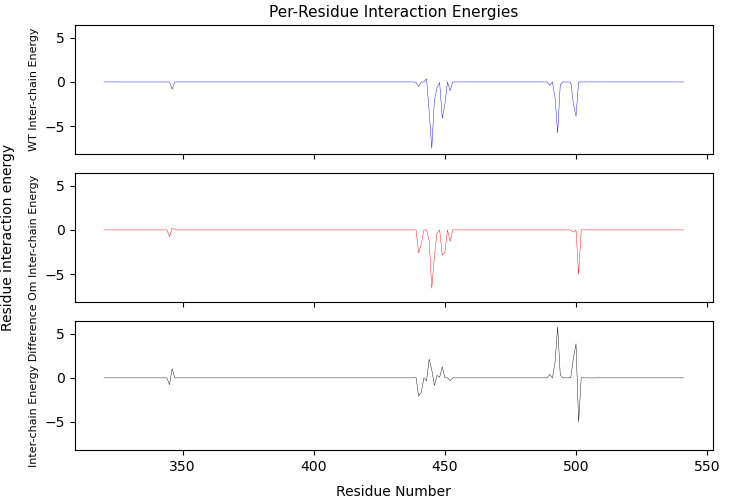 Per-Residue Interaction Energies
Residue interaction energy
WT Inter-chain Energy
5
0
−5
Om Inter-chain Energy
5
0
−5
Inter-chain Energy Difference
5
0
−5
350
400
450
500
550
Residue Number